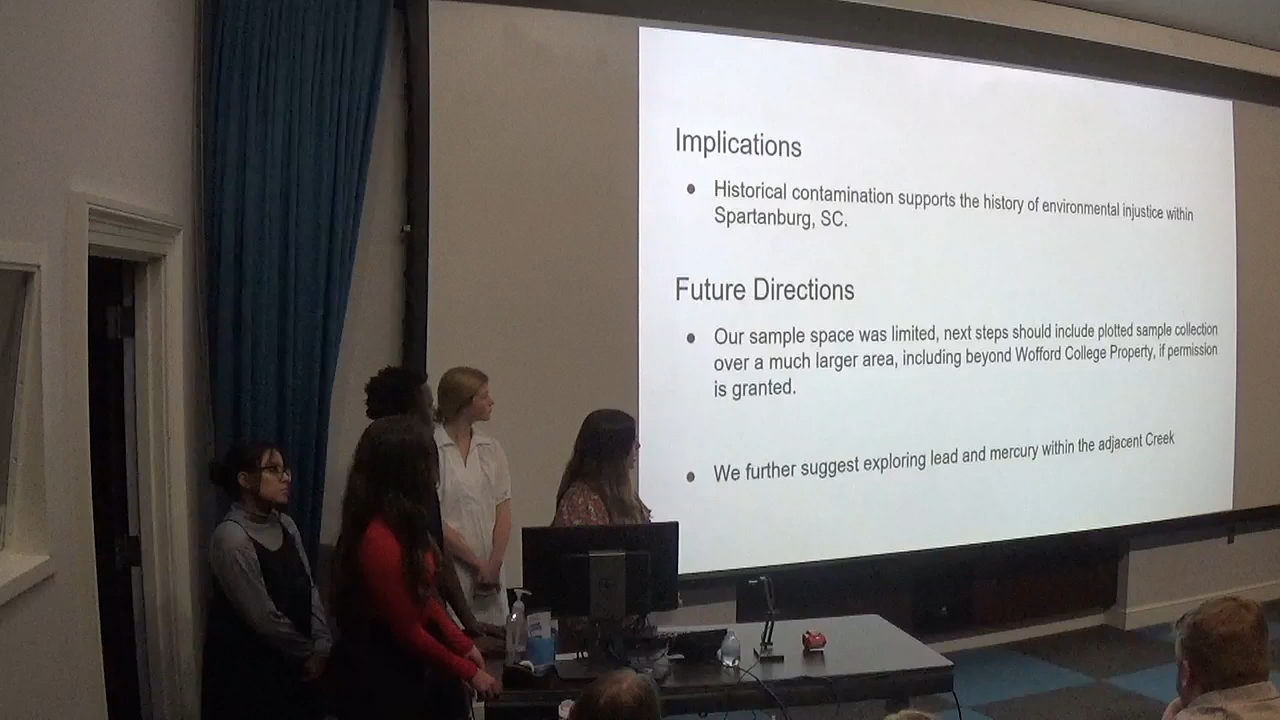 Implications
● Historical contamination supports the history of environmental injustice within
Spartanburg, SC.
Future Directions
● Our sample space was limited, next steps should include plotted sample collection
over a much larger area, including beyond Wofford College Property, if permission
is granted.
● We further suggest exploring lead and mercury within the adjacent Creek